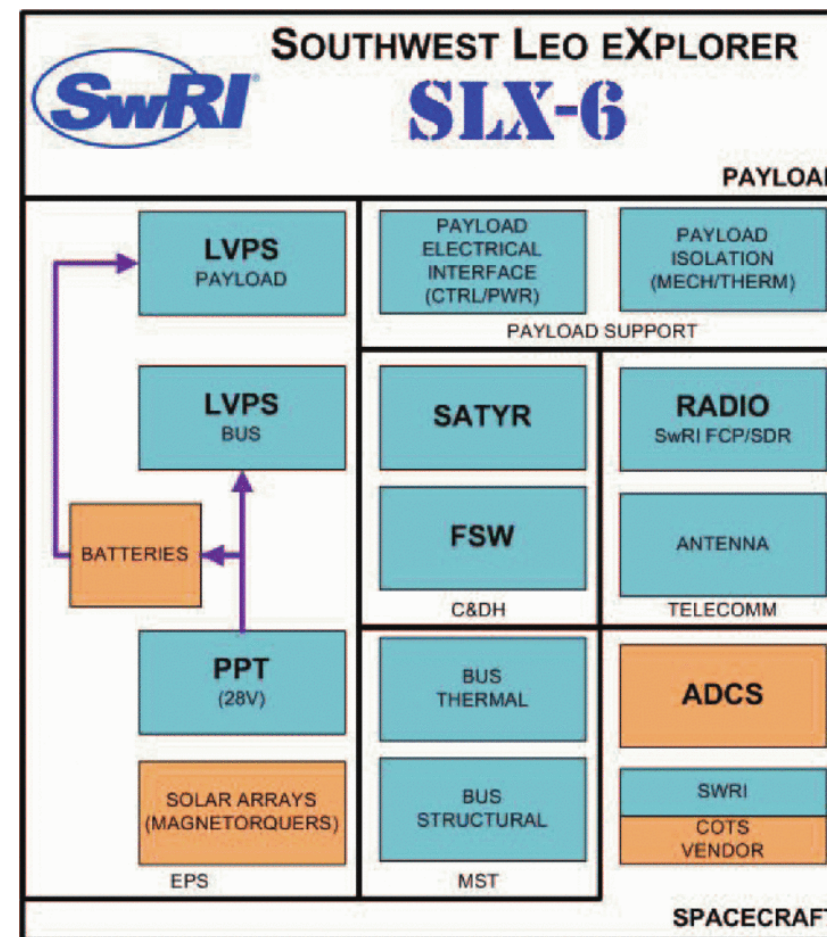 SOUTHWEST LEO EXPLORER
SwRI
SLX-6
PAYLOAD
LVPS
PAYLOAD
PAYLOAD
ELECTRICAL
INTERFACE
(CTRL/PWR)
PAYLOAD
ISOLATION
(MECH/THERM)
PAYLOAD SUPPORT
LVPS
BUS
SATYR
RADIO
SwRI FCP/SDR
BATTERIES
FSW
ANTENNA
C&DH
TELECOMM
PPT
(28V)
BUS
THERMAL
ADCS
SOLAR ARRAYS
(MAGNETORQUERS)
BUS
STRUCTURAL
SWRI
COTS
VENDOR
EPS
MST
SPACECRAFT